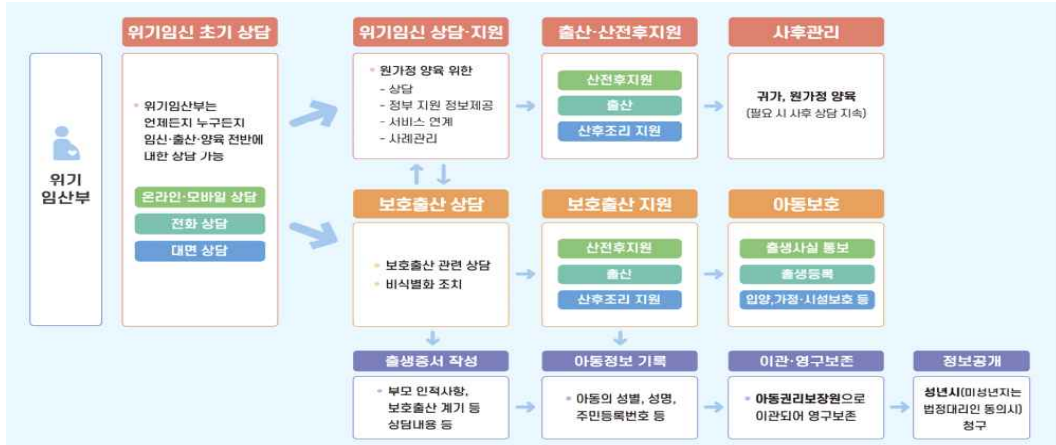 위기
임산부
위기임신 초기 상담
• 위기임산부는
언제든지 누구든지
임신·출산·양육 전반에
대한 상담 가능
온라인·모바일 상담
전화 상담
대면 상담
위기임신 상담·지원
• 원가정 양육 위한
- 상담
- 정부 지원 정보제공
- 서비스 연계
- 사례관리
출산·산전후지원
산전후지원
출산
산후조리 지원
사후관리
귀가, 원가정 양육
(필요 시 사후 상담 지속)
보호출산 상담
• 보호출산 관련 상담
• 비식별화 조치
보호출산 지원
산전후지원
출산
산후조리 지원
아동보호
출생사실 통보
출생등록
입양,가정·시설보호 등
출생증서 작성
• 부모 인적사항,
보호출산 계기 등
상담내용 등
아동정보 기록
• 아동의 성별, 성명,
주민등록번호 등
이관·영구보존
• 아동권리보장원으로
이관되어 영구보존
정보공개
성년시(미성년지는
법정대리인 동의시)
청구